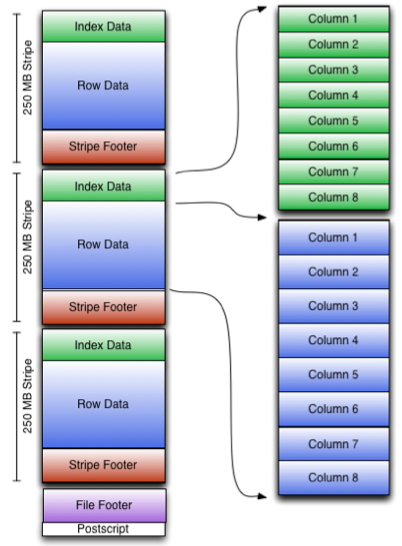 250 MB Stripe
Index Data
Row Data
Stripe Footer
250 MB Stripe
Index Data
Row Data
Stripe Footer
250 MB Stripe
Index Data
Row Data
Stripe Footer
File Footer
Postscript
Column 1
Column 2
Column 3
Column 4
Column 5
Column 6
Column 7
Column 8
Column 1
Column 2
Column 3
Column 4
Column 5
Column 6
Column 7
Column 8